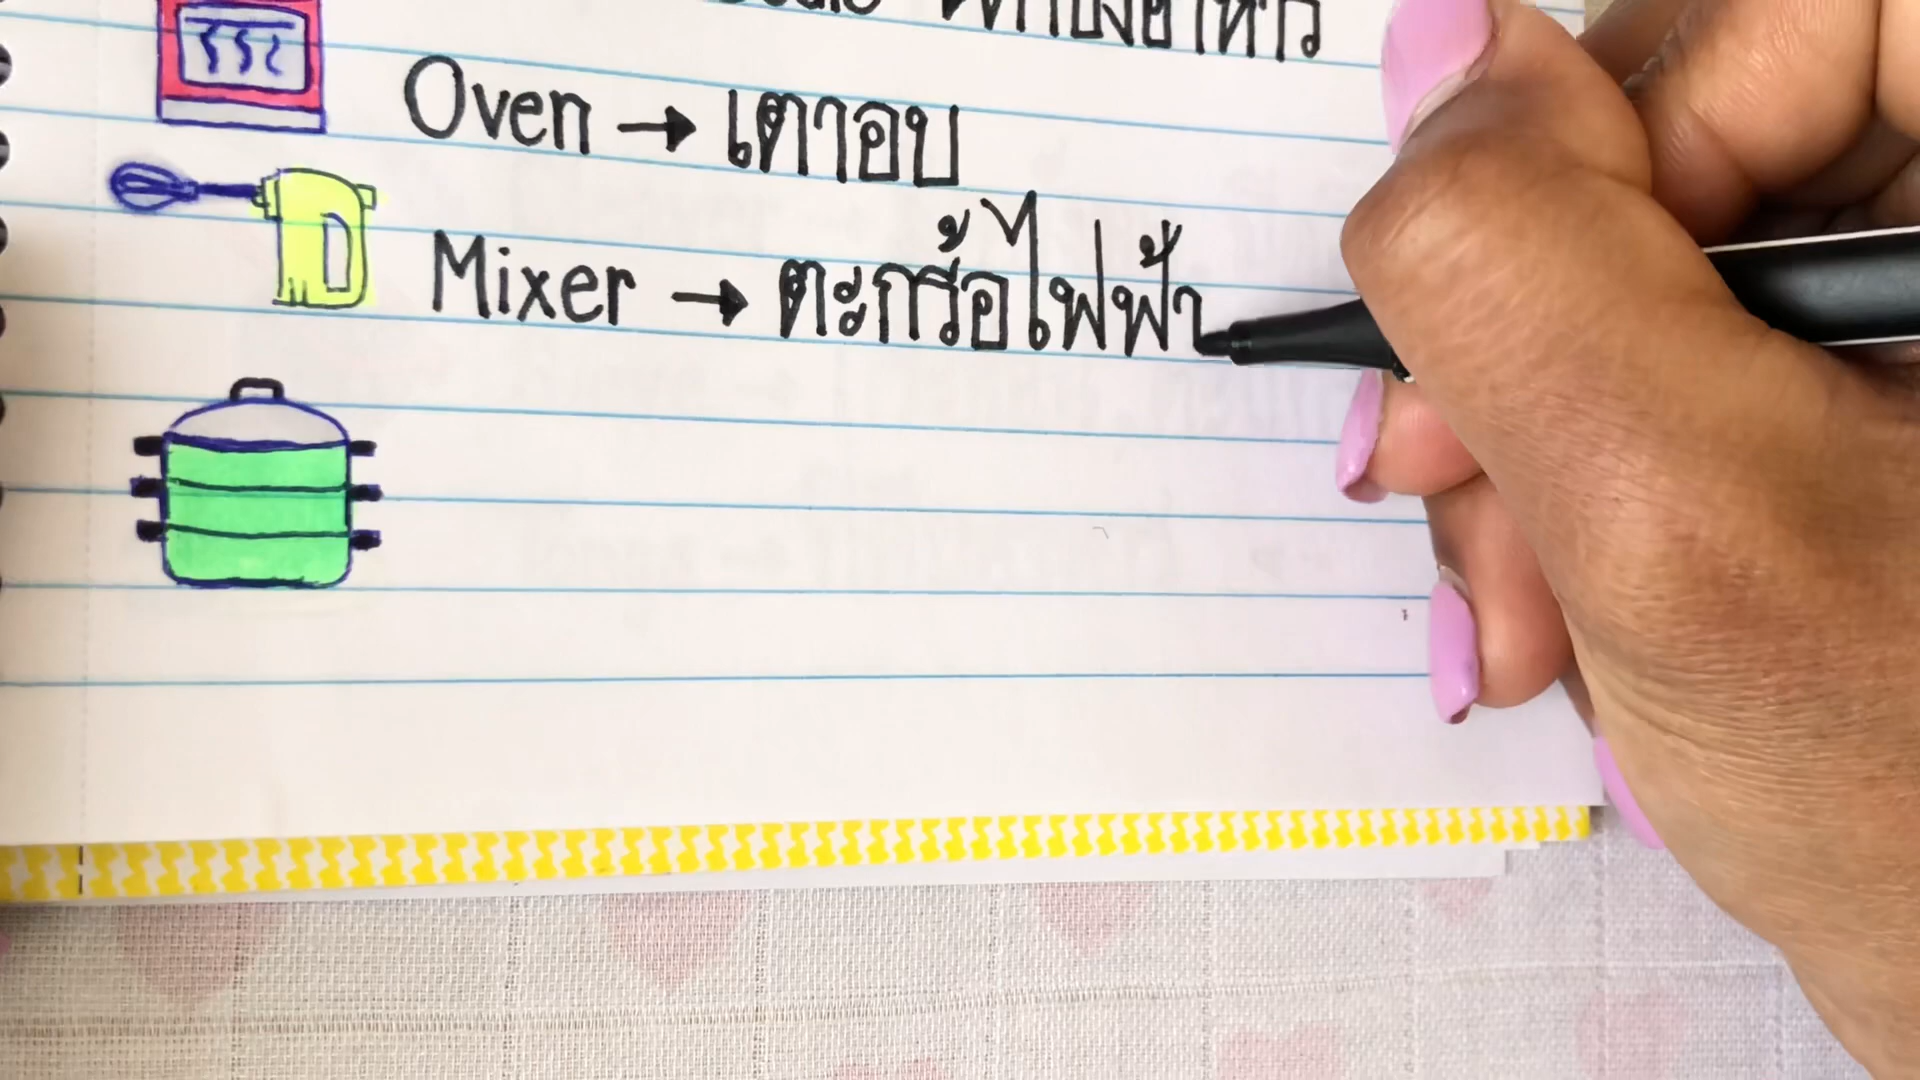 Oven → เตาอบ
Mixer → ตะกร้อไฟฟ้า